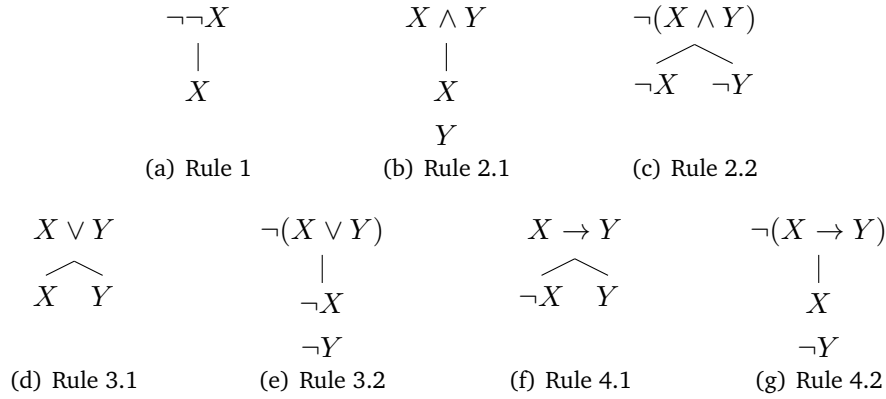 ¬¬X X ∧ Y ¬(X ∧ Y)
X X ¬X ¬Y
Y
(a) Rule 1 (b) Rule 2.1 (c) Rule 2.2
X ∨ Y ¬(X ∨ Y) X → Y ¬(X → Y)
X Y ¬X ¬X Y X
¬Y ¬Y
(d) Rule 3.1 (e) Rule 3.2 (f) Rule 4.1 (g) Rule 4.2